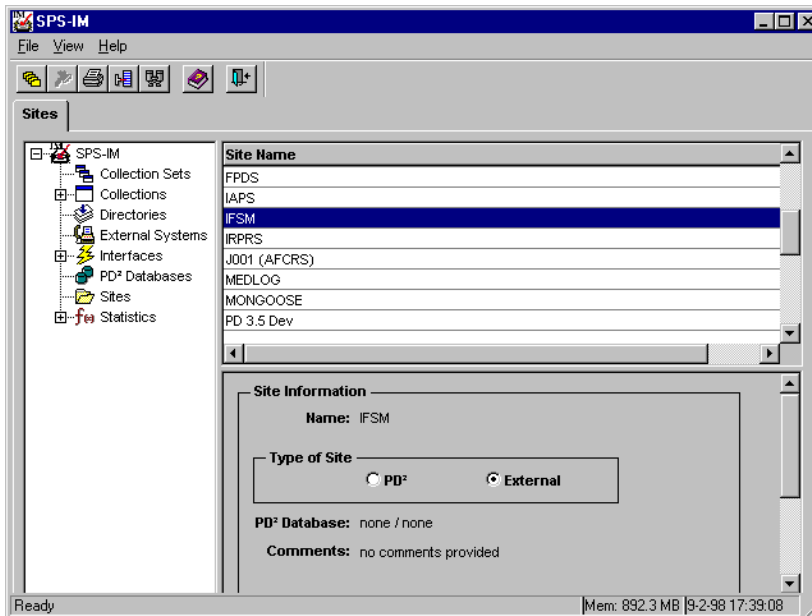 SPS-IM
File View Help
Sites
SPS-IM
Collection Sets
Collections
Directories
External Systems
Interfaces
PD² Databases
Sites
f(x) Statistics
Site Name
FPDS
IAPS
IFSM
IRPRS
J001 (AFCRS)
MEDLOG
MONGOOSE
PD 3.5 Dev
Site Information
Name: IFSM
Type of Site
PD² External
PD² Database: none / none
Comments: no comments provided
Ready Mem: 892.3 MB 9-2-98 17:39:08